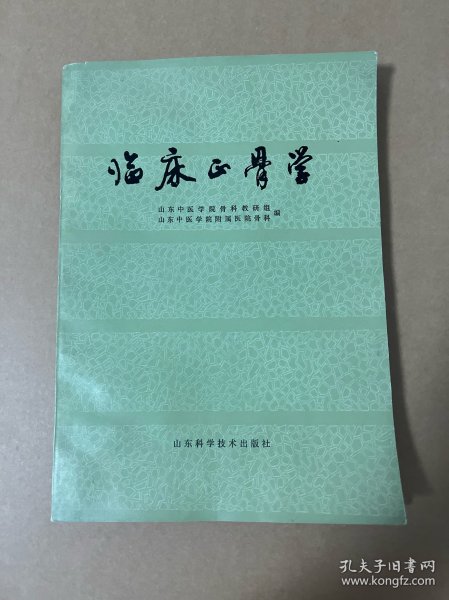 临床正骨学
山东中医学院骨科教研组
山东中医学院附属医院骨科
编
山东科学技术出版社
孔夫子旧书网
www.kongfz.com